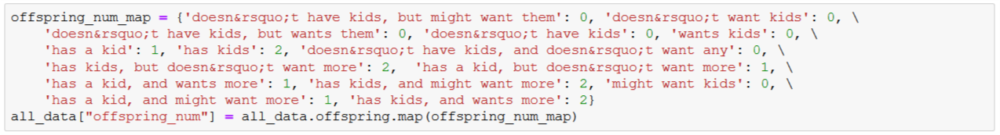 offspring_num_map = {'doesn&rsquo;t have kids, but might want them': 0, 'doesn&rsquo;t want kids': 0, \
    'doesn&rsquo;t have kids, but wants them': 0, 'doesn&rsquo;t have kids': 0, 'wants kids': 0, \
    'has a kid': 1, 'has kids': 2, 'doesn&rsquo;t have kids, and doesn&rsquo;t want any': 0, \
    'has kids, but doesn&rsquo;t want more': 2,  'has a kid, but doesn&rsquo;t want more': 1, \
    'has a kid, and wants more': 1, 'has kids, and might want more': 2, 'might want kids': 0, \
    'has a kid, and might want more': 1, 'has kids, and wants more': 2}
all_data["offspring_num"] = all_data.offspring.map(offspring_num_map)